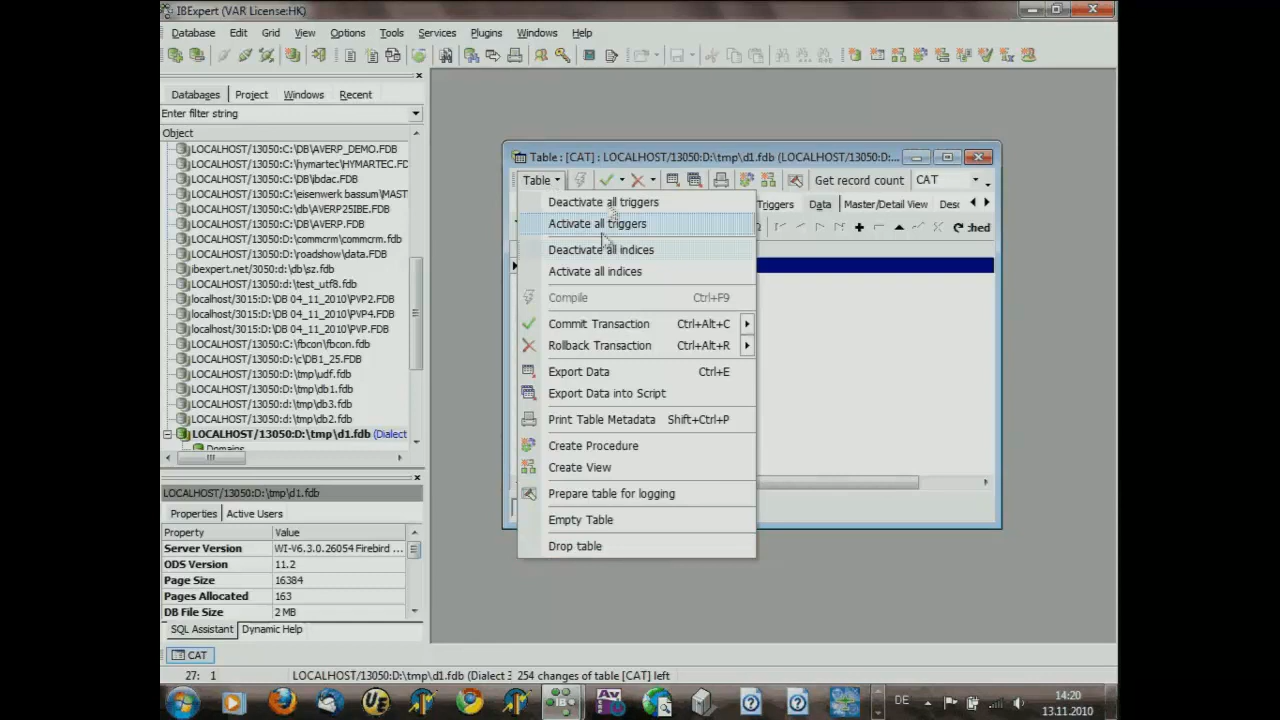 IBExpert (VAR License:HK)
Database Edit Grid View Options Tools Services Plugins Windows Help
Databases Project Windows Recent
Enter filter string
Object
LOCALHOST/13050:C:\DB\AVERP_DEMO.FDB
LOCALHOST/13050:C:/hymartec/HYMARTEC.FD
LOCALHOST/13050:C:\DB\jbdac.FDB
LOCALHOST/13050:C:\eisenwerk bassum\MAST
LOCALHOST/13050:C:\db\AVERP25IBE.FDB
LOCALHOST/13050:d:\commcrm/commcrm.fdb
LOCALHOST/13050:d:\roadshow\data.FDB
ibexpert.net/3050:d:\db\sz.fdb
LOCALHOST/13050:d:\test_utf8.fdb
localhost/3015:D:\DB 04_11_2010\PVP2.FDB
localhost/3015:D:\DB 04_11_2010\PVP4.FDB
localhost/3015:D:\DB 04_11_2010\PVP.FDB
LOCALHOST/13050:C:\fbcon\fbcon.fdb
LOCALHOST/13050:d:\c\DB1_25.FDB
LOCALHOST/13050:d:\tmp\udf.fdb
LOCALHOST/13050:d:\tmp\db1.fdb
LOCALHOST/13050:d:\tmp\db3.fdb
LOCALHOST/13050:d:\tmp\db2.fdb
LOCALHOST/13050:D:\tmp\d1.fdb (Dialect
Domains
LOCALHOST/13050:D:\tmp\d1.fdb
Properties Active Users
Property Value
Server Version WI-V6.3.0.26054 Firebird ...
ODS Version 11.2
Page Size 16384
Pages Allocated 163
DB File Size 2 MB
SQL Assistant Dynamic Help
Table : [CAT] : LOCALHOST/13050:D:\tmp\d1.fdb (LOCALHOST/13050:D:...
Table Get record count CAT
Triggers Data Master/Detail View Desc
ched
Deactivate all triggers
Activate all triggers
Deactivate all indices
Activate all indices
Compile Ctrl+F9
Commit Transaction Ctrl+Alt+C
Rollback Transaction Ctrl+Alt+R
Export Data Ctrl+E
Export Data into Script
Print Table Metadata Shift+Ctrl+P
Create Procedure
Create View
Prepare table for logging
Empty Table
Drop table
CAT
27: 1 LOCALHOST/13050:D:\tmp\d1.fdb (Dialect 3 254 changes of table [CAT] left
DE 14:20
13.11.2010